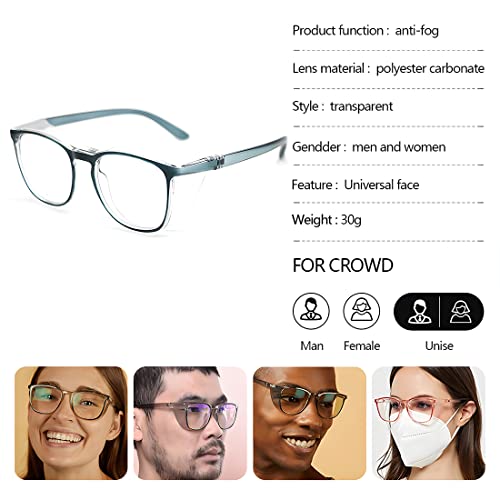 Product function : anti-fog
Lens material : polyester carbonate
Style : transparent
Gendder : men and women
Feature : Universal face
Weight : 30g
FOR CROWD
Man Female Unise